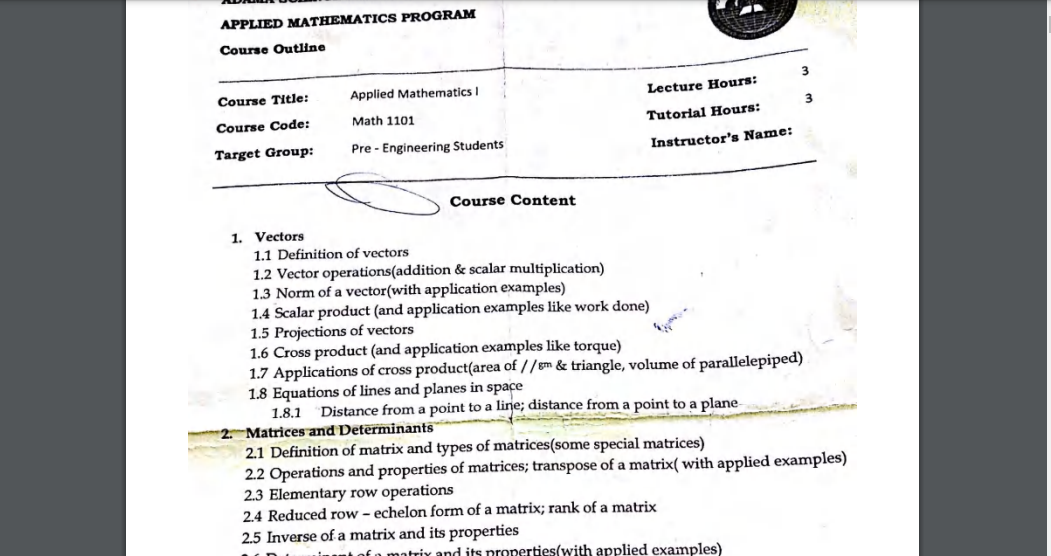 APPLIED MATHEMATICS PROGRAM
Course Outline
Course Title: Applied Mathematics I
Lecture Hours: 3
Course Code: Math 1101
Tutorial Hours: 3
Target Group: Pre - Engineering Students
Instructor's Name:
Course Content
1. Vectors
1.1 Definition of vectors
1.2 Vector operations(addition & scalar multiplication)
1.3 Norm of a vector(with application examples)
1.4 Scalar product (and application examples like work done)
1.5 Projections of vectors
1.6 Cross product (and application examples like torque)
1.7 Applications of cross product(area of //gm & triangle, volume of parallelepiped)
1.8 Equations of lines and planes in space
1.8.1 Distance from a point to a line; distance from a point to a plane
2. Matrices and Determinants
2.1 Definition of matrix and types of matrices(some special matrices)
2.2 Operations and properties of matrices; transpose of a matrix( with applied examples)
2.3 Elementary row operations
2.4 Reduced row – echelon form of a matrix; rank of a matrix
2.5 Inverse of a matrix and its properties
of a matrix and its properties(with applied examples)